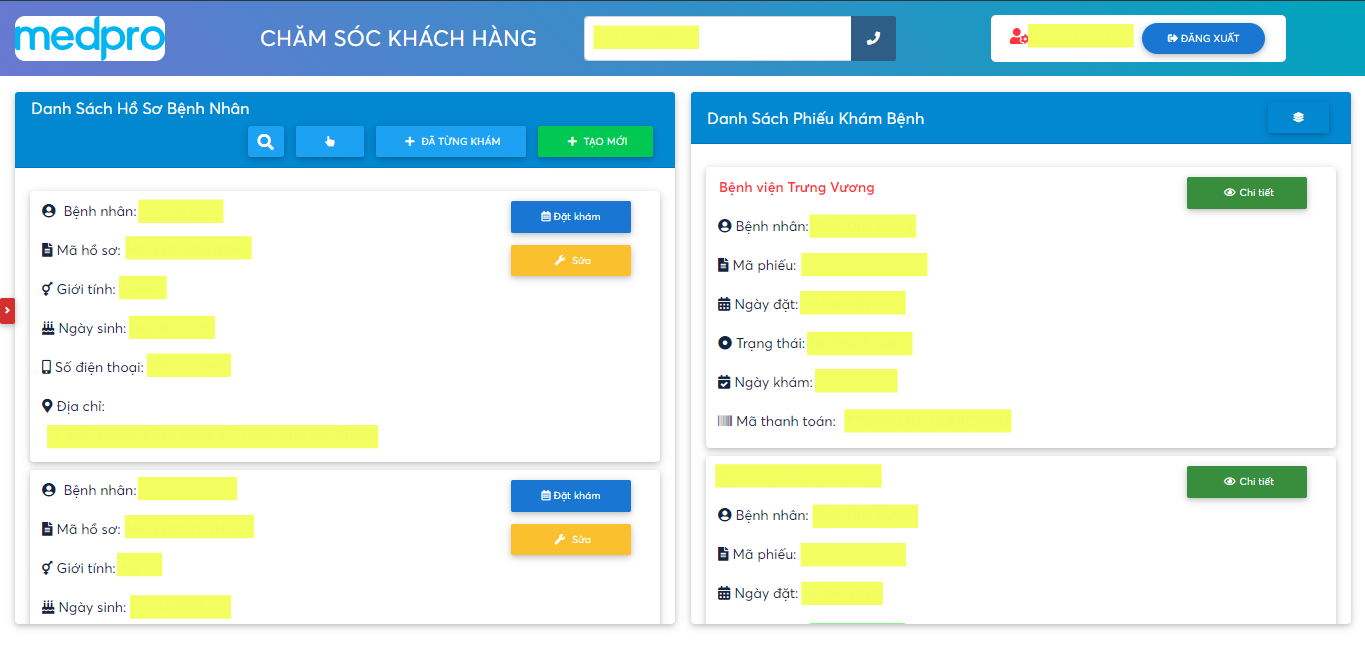 medpro
CHĂM SÓC KHÁCH HÀNG
ĐĂNG XUẤT
Danh Sách Hồ Sơ Bệnh Nhân
ĐÃ TỪNG KHÁM
TẠO MỚI
Bệnh nhân:
Đặt khám
Mã hồ sơ:
Sửa
Giới tính:
Ngày sinh:
Số điện thoại:
Địa chỉ:
Bệnh nhân:
Đặt khám
Mã hồ sơ:
Sửa
Giới tính:
Ngày sinh:
Danh Sách Phiếu Khám Bệnh
Bệnh viện Trưng Vương
Chi tiết
Bệnh nhân:
Mã phiếu:
Ngày đặt:
Trạng thái:
Ngày khám:
Mã thanh toán:
Chi tiết
Bệnh nhân:
Mã phiếu:
Ngày đặt: